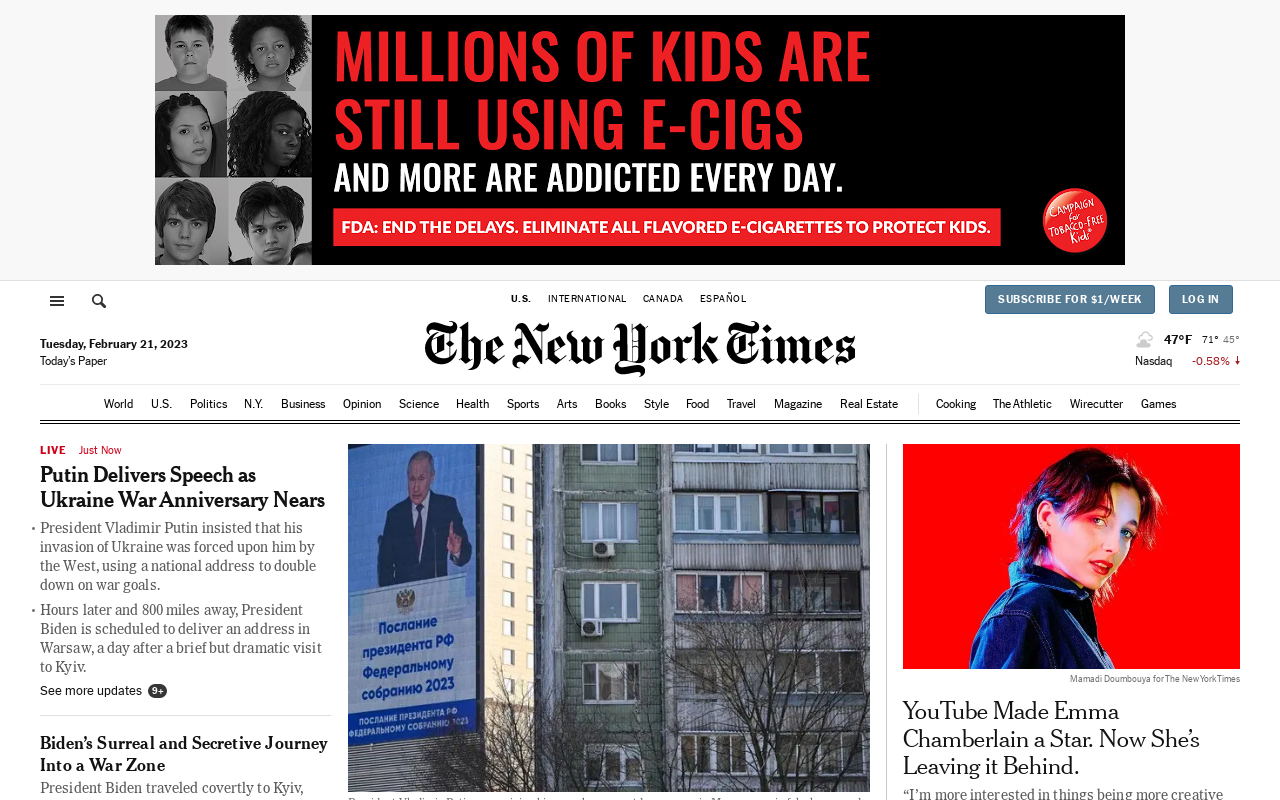 MILLIONS OF KIDS ARE
STILL USING E-CIGS
AND MORE ARE ADDICTED EVERY DAY.
FDA: END THE DELAYS. ELIMINATE ALL FLAVORED E-CIGARETTES TO PROTECT KIDS.
CAMPAIGN
for
TOBACCO-FREE
Kids®
U.S. INTERNATIONAL CANADA ESPAÑOL
SUBSCRIBE FOR $1/WEEK
LOG IN
The New York Times
Tuesday, February 21, 2023
Today's Paper
47°F 71° 45°
Nasdaq -0.58%
World U.S. Politics N.Y. Business Opinion Science Health Sports Arts Books Style Food Travel Magazine Real Estate Cooking The Athletic Wirecutter Games
LIVE Just Now
Putin Delivers Speech as
Ukraine War Anniversary Nears
• President Vladimir Putin insisted that his
invasion of Ukraine was forced upon him by
the West, using a national address to double
down on war goals.
• Hours later and 800 miles away, President
Biden is scheduled to deliver an address in
Warsaw, a day after a brief but dramatic visit
to Kyiv.
See more updates 9+
Biden's Surreal and Secretive Journey
Into a War Zone
President Biden traveled covertly to Kyiv,
Послание
президента РФ
Федеральному
собранию 2023
ПОСЛАНИЕ ПРЕЗИДЕНТА РФ
ФЕДЕРАЛЬНОМУ СОБРАНИЮ 2023
Mamadi Doumbouya for The New York Times
YouTube Made Emma
Chamberlain a Star. Now She's
Leaving it Behind.
“I'm more interested in things being more creative